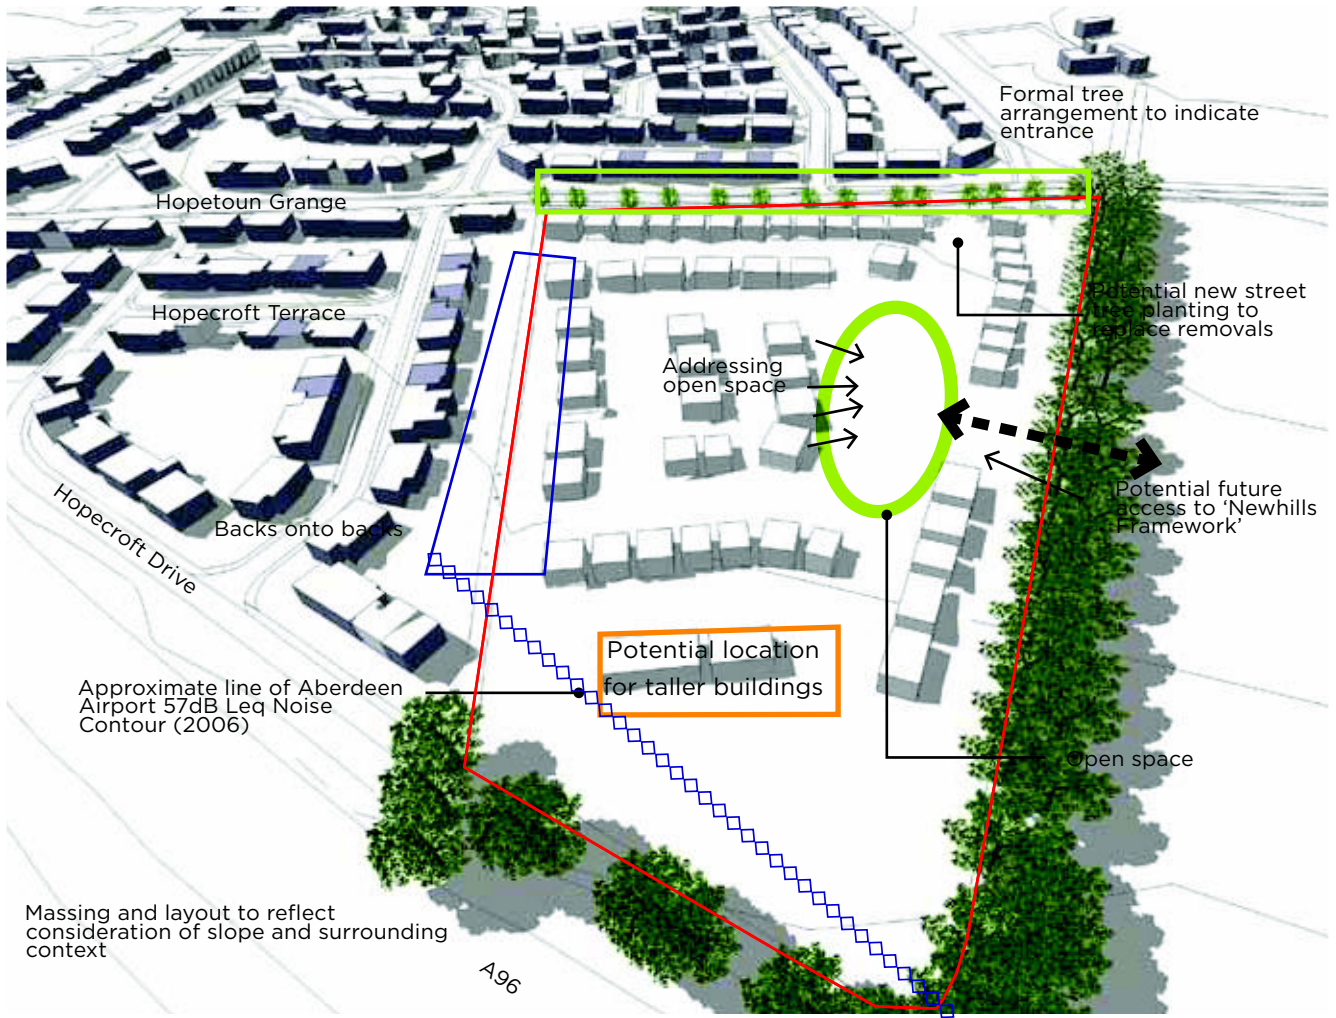 Formal tree
arrangement to indicate
entrance
Hopetoun Grange
Potential new street
tree planting to
replace removals
Hopecroft Terrace
Addressing
open space
Potential future
access to ‘Newhills
Framework’
Hopecroft Drive
Backs onto backs
Potential location
for taller buildings
Approximate line of Aberdeen
Airport 57dB Leq Noise
Contour (2006)
Open space
Massing and layout to reflect
consideration of slope and surrounding
context
A96